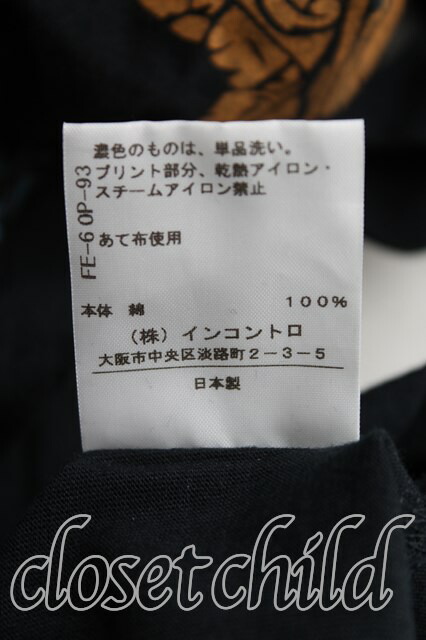 濃色のものは、単品洗い。
プリント部分、乾熱アイロン・
スチームアイロン禁止
あて布使用
FE-6 OP-93
本体 綿 100%
(株) インコントロ
大阪市中央区淡路町2-3-5
日本製
closet child